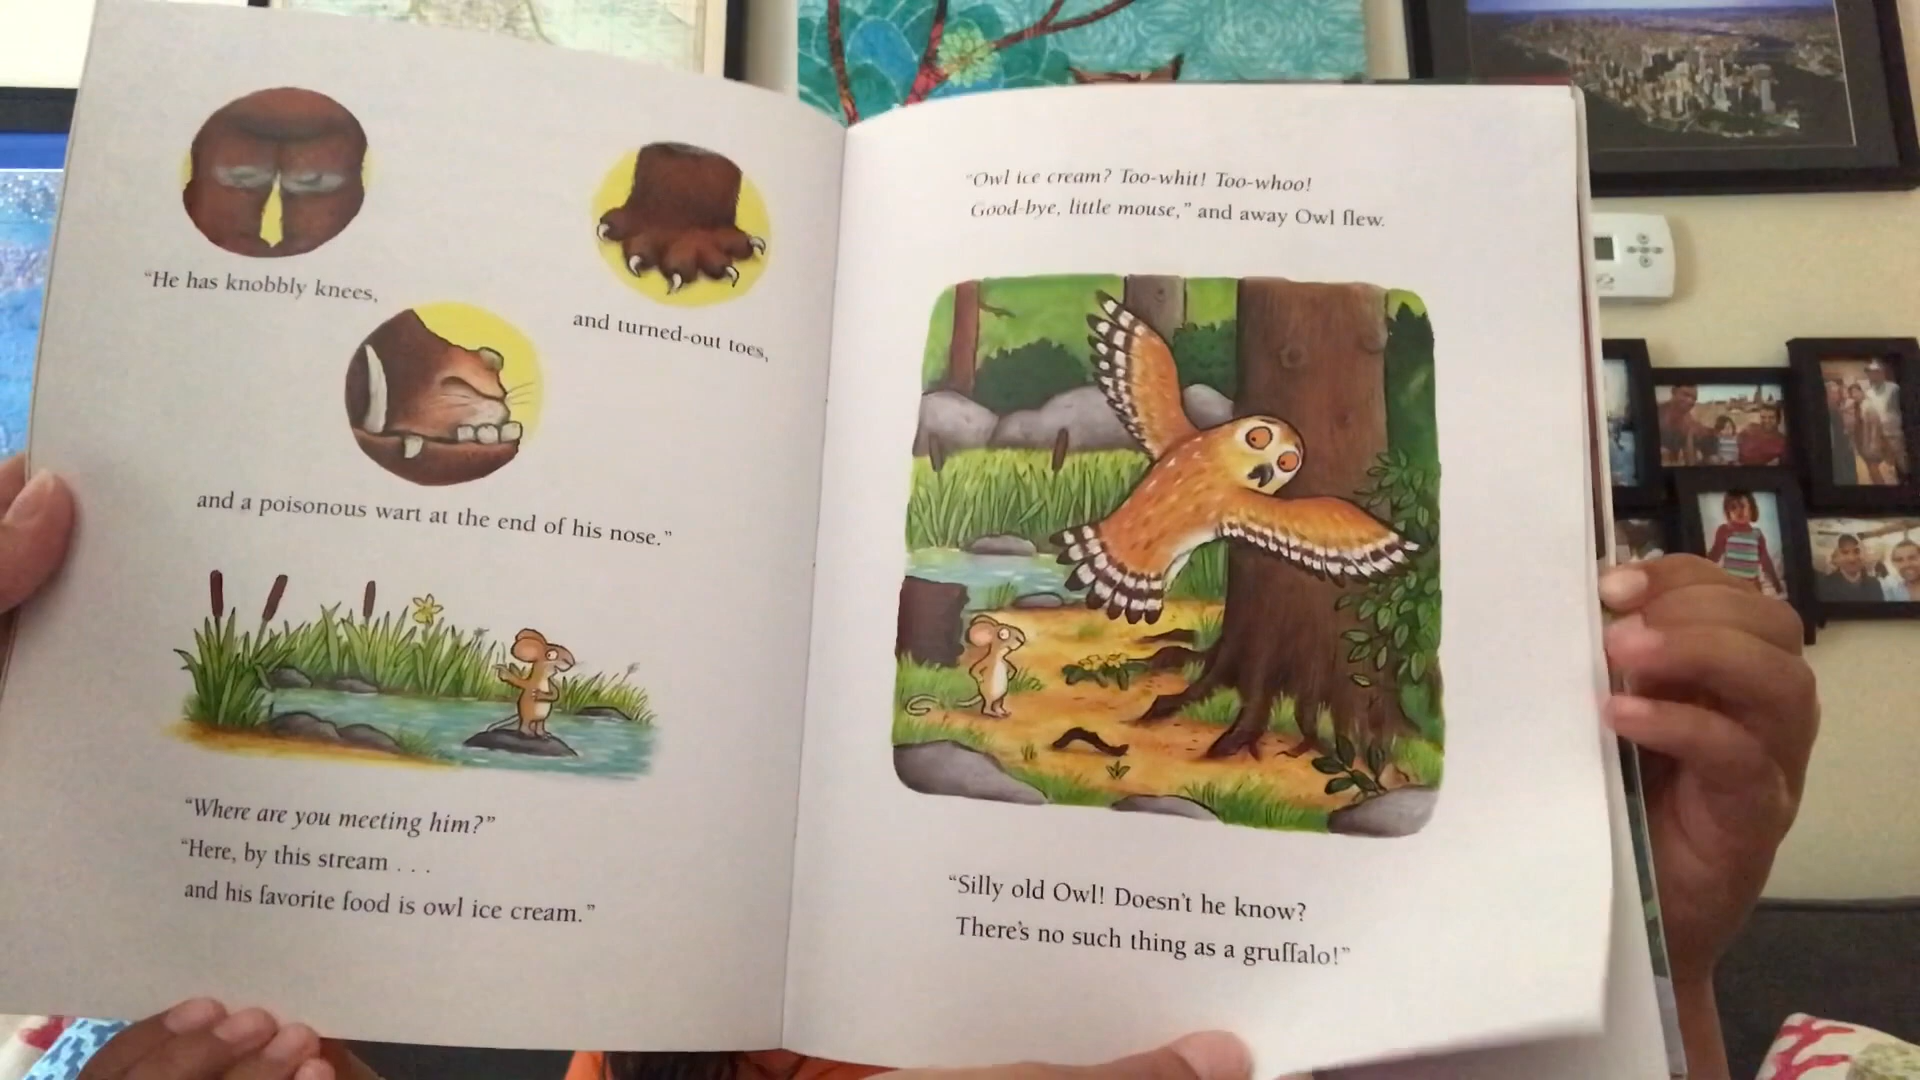 “He has knobbly knees,
and turned-out toes,
and a poisonous wart at the end of his nose.”
“Where are you meeting him?”
“Here, by this stream . . .
and his favorite food is owl ice cream.”
“Owl ice cream? Too-whit! Too-whoo!
Good-bye, little mouse,” and away Owl flew.
“Silly old Owl! Doesn’t he know?
There’s no such thing as a gruffalo!”